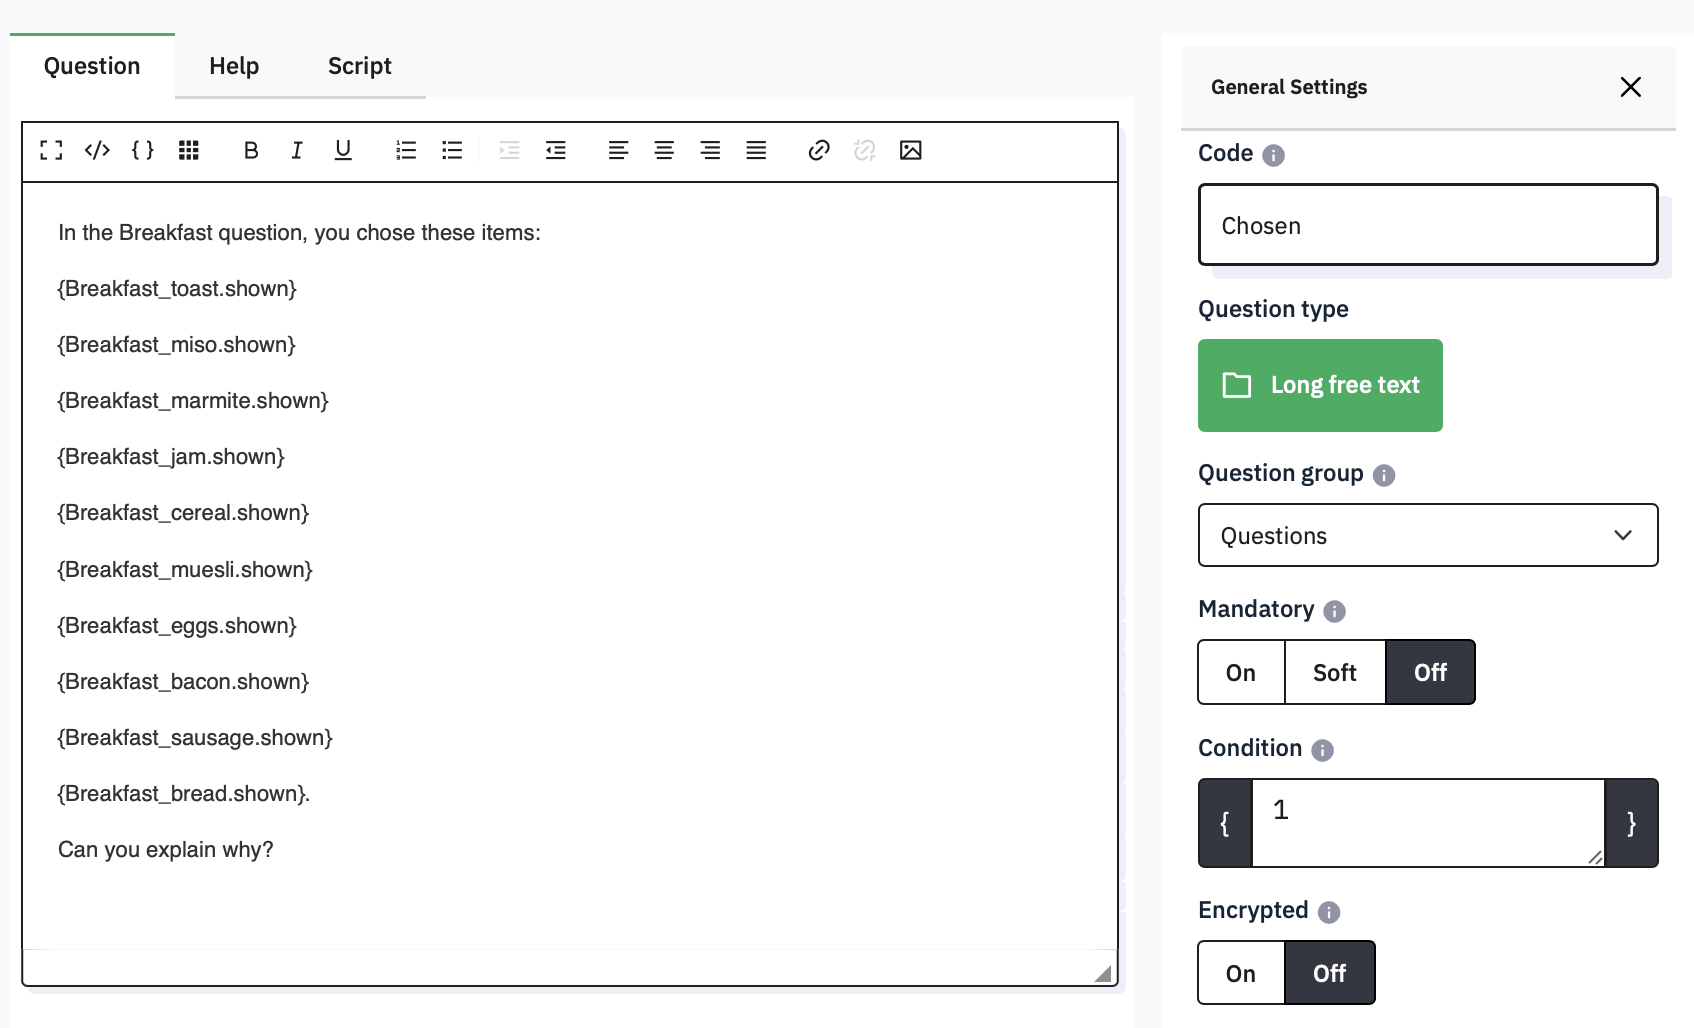 Question Help Script
In the Breakfast question, you chose these items:
{Breakfast_toast.shown}
{Breakfast_miso.shown}
{Breakfast_marmite.shown}
{Breakfast_jam.shown}
{Breakfast_cereal.shown}
{Breakfast_muesli.shown}
{Breakfast_eggs.shown}
{Breakfast_bacon.shown}
{Breakfast_sausage.shown}
{Breakfast_bread.shown}.
Can you explain why?
General Settings
Code
Chosen
Question type
Long free text
Question group
Questions
Mandatory
On Soft Off
Condition
{ 1 }
Encrypted
On Off